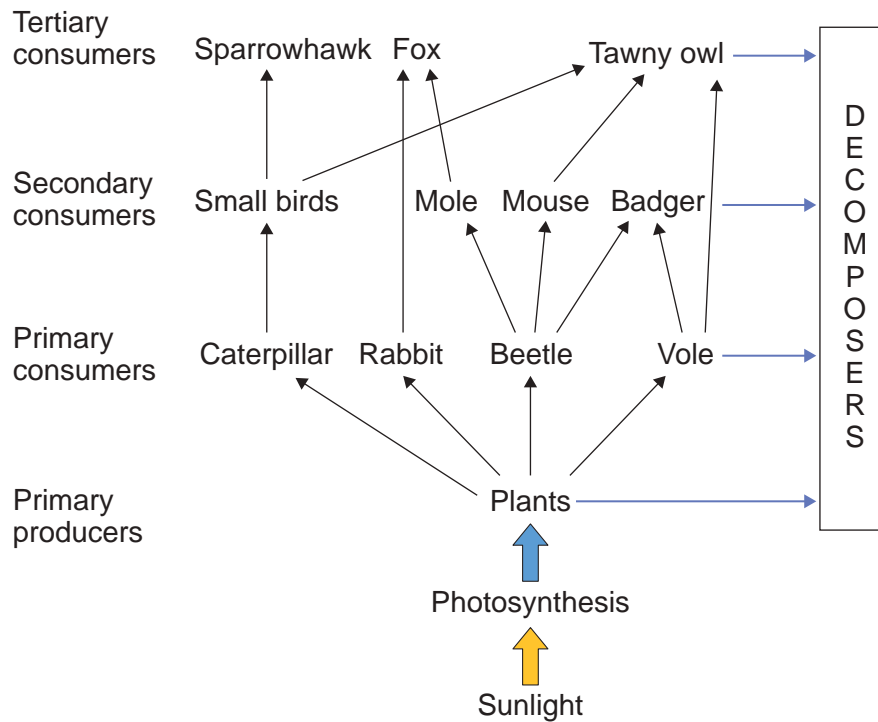 Tertiary
consumers
Sparrowhawk
Fox
Tawny owl
Secondary
consumers
Small birds
Mole
Mouse
Badger
Primary
consumers
Caterpillar
Rabbit
Beetle
Vole
Primary
producers
Plants
Photosynthesis
Sunlight
DECOMPOSERS